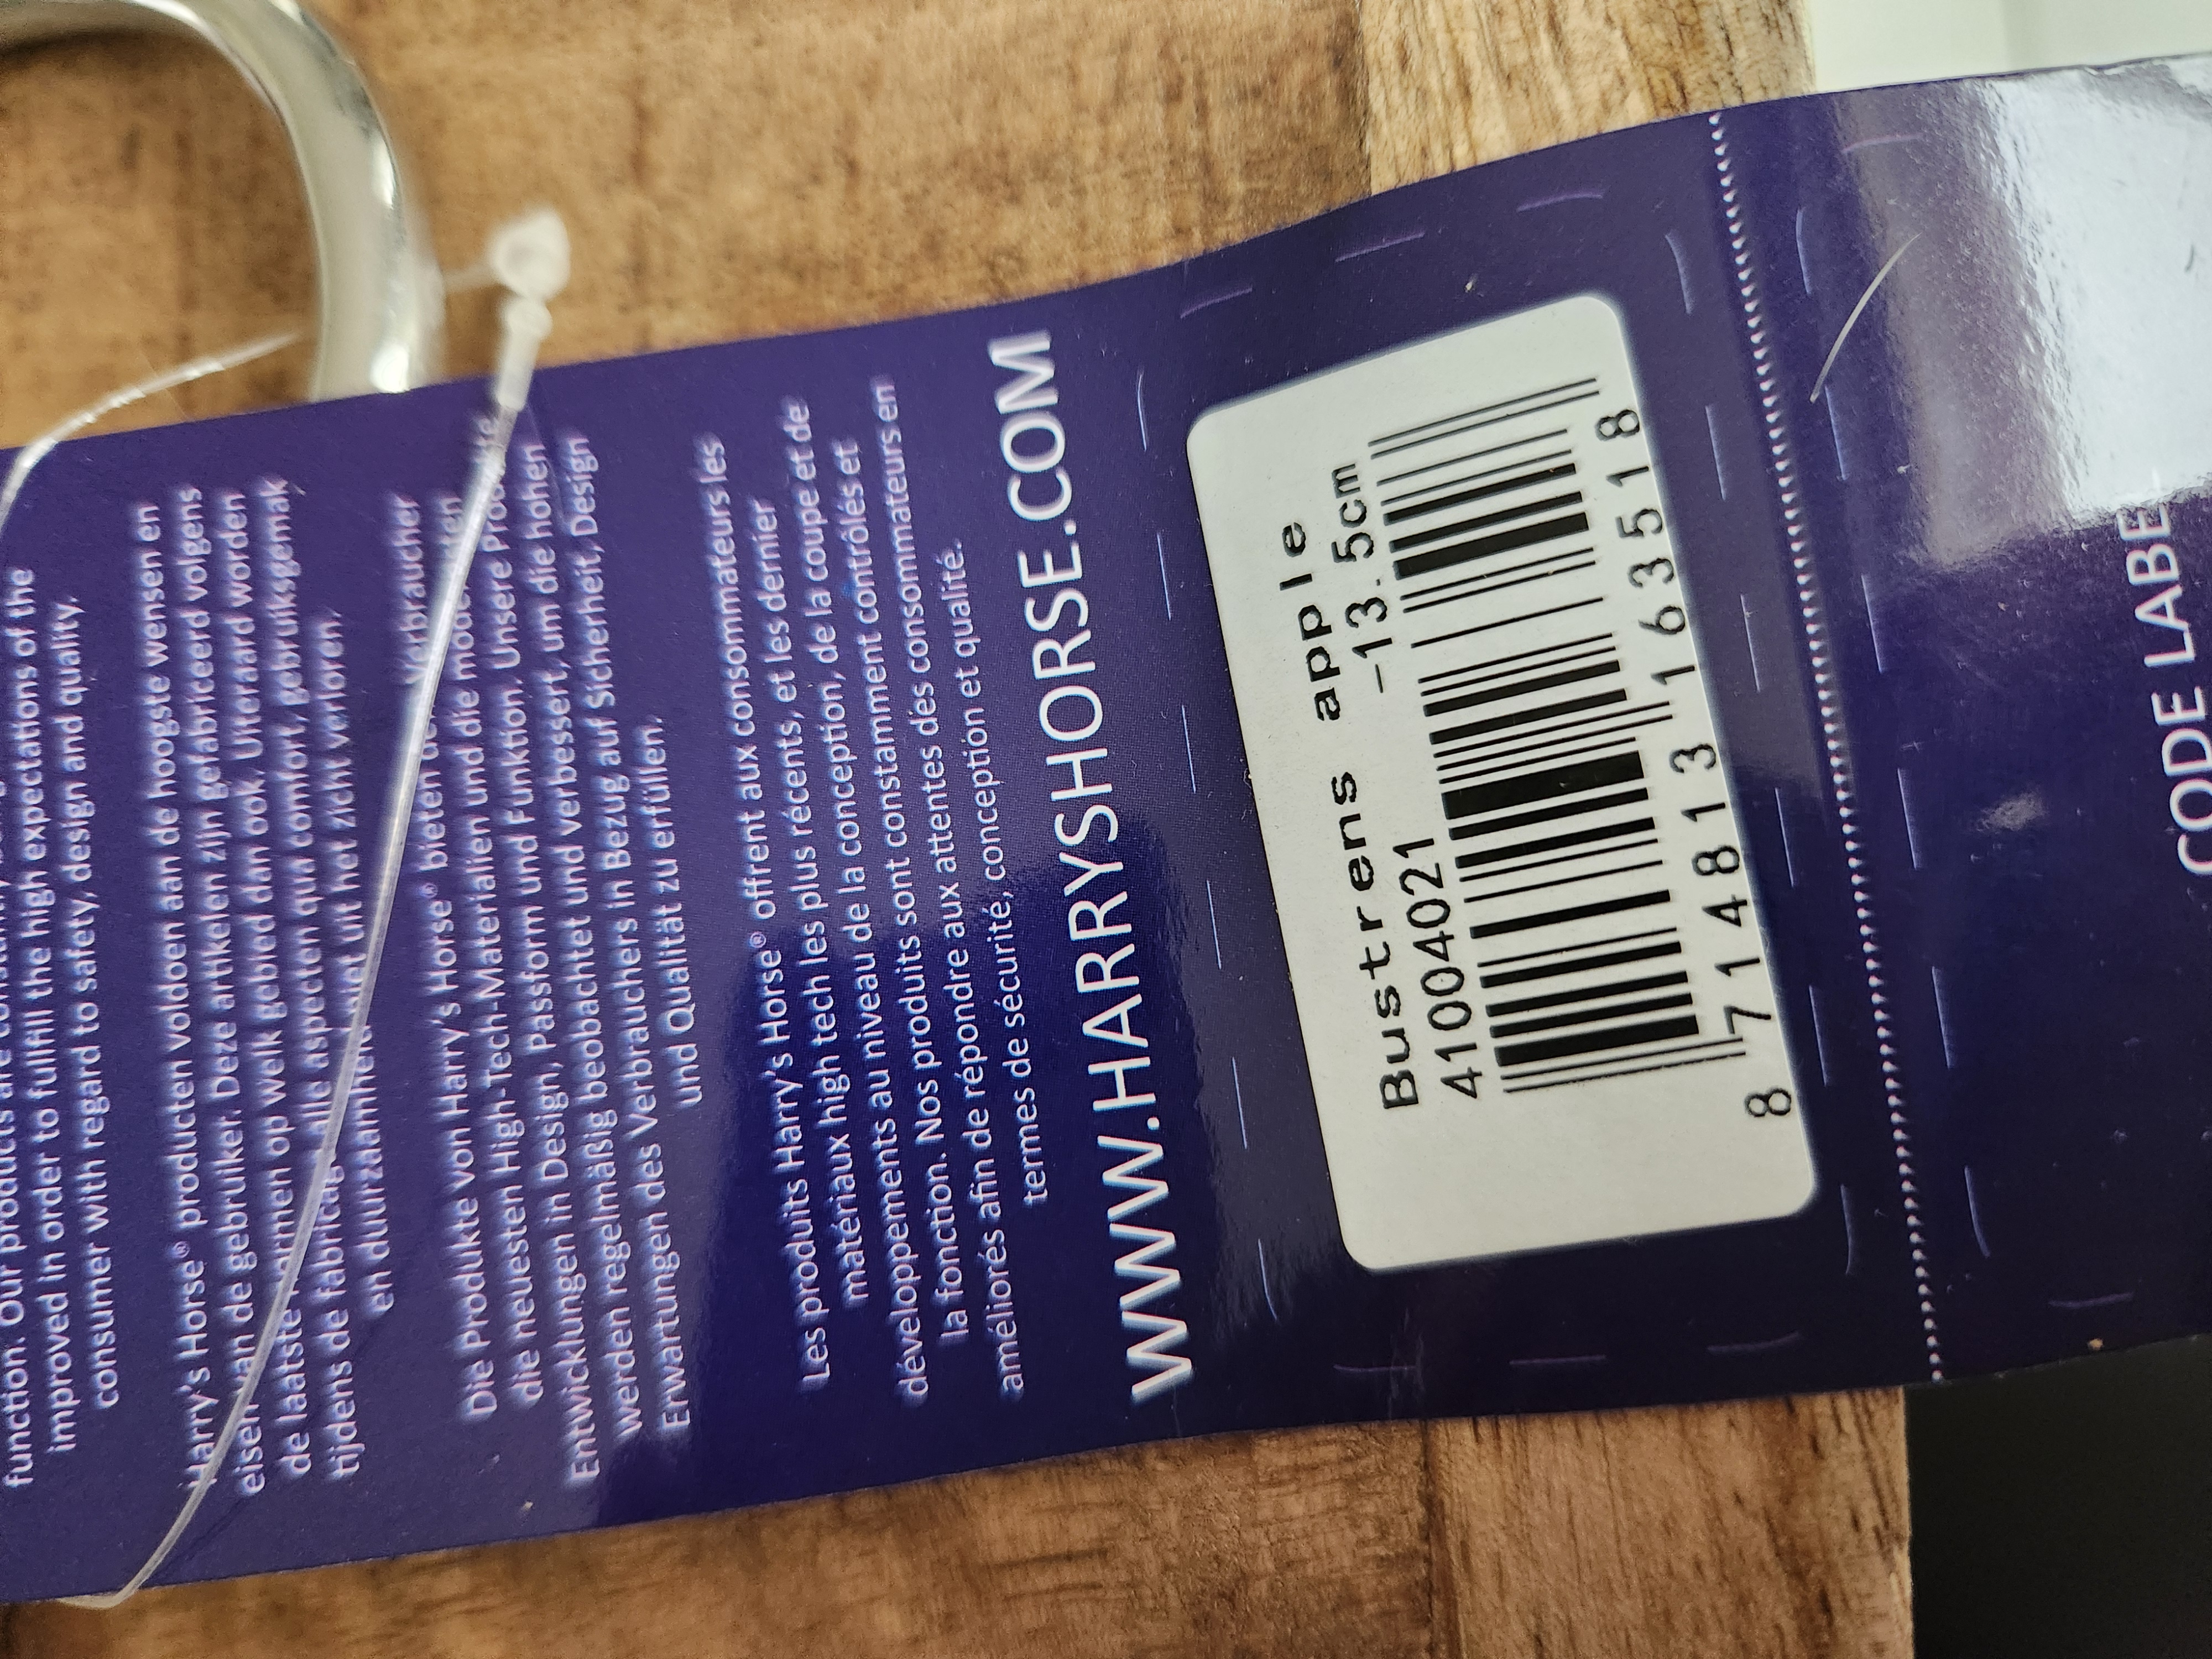 function. Our products are
improved in order to fullfill the high expectations of the
consumer with regard to safety, design and quality.
Harry's Horse® producten voldoen aan de hoogste wensen en
eisen van de gebruiker. Deze artikelen zijn gefabriceerd volgens
de laatste normen op welk gebied dan ook. Uiteraard worden
tijdens de fabricage alle aspecten qua comfort, gebruiksgemak
en duurzaamheid nooit uit het zicht verloren.
Die Produkte von Harry's Horse® bieten Verbraucher
die neuesten High-Tech-Materialien und die
Entwicklungen in Design, Passform und Funktion. Unsere Produkte
werden regelmäßig beobachtet und verbessert, um die hohen
Erwartungen des Verbrauchers in Bezug auf Sicherheit, Design
und Qualität zu erfüllen.
Les produits Harry's Horse® offrent aux consommateurs les
matériaux high tech les plus récents, et les dernier
développements au niveau de la conception, de la coupe et de
la fonction. Nos produits sont constamment contrôlés et
améliorés afin de répondre aux attentes des consommateurs en
termes de sécurité, conception et qualité.
WWW.HARRYSHORSE.COM
Bustrens apple
41004021 -13.5cm
8 714813 163518
CODE LABE